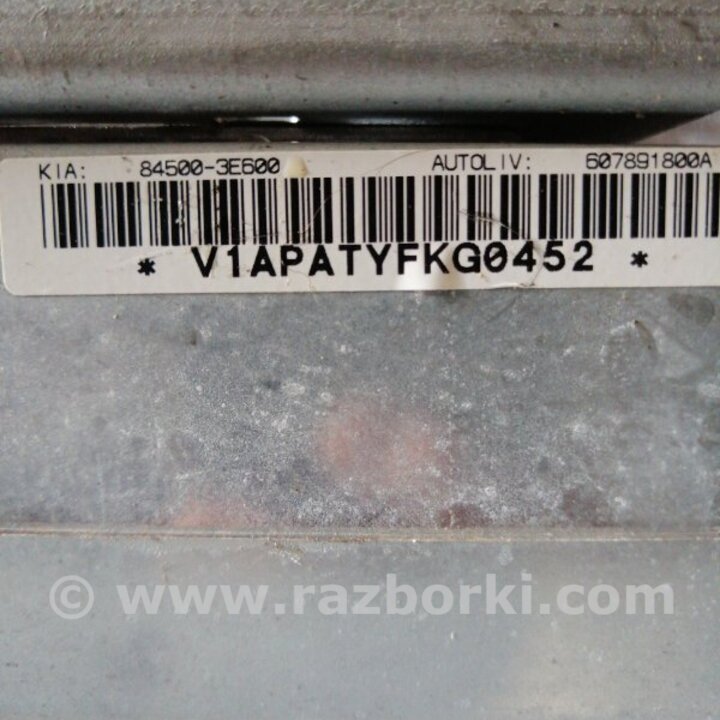 KIA: 84500-3E600 AUTOLIV: 607891800A
* V1APATYFKG0452 *
© www.razborki.com